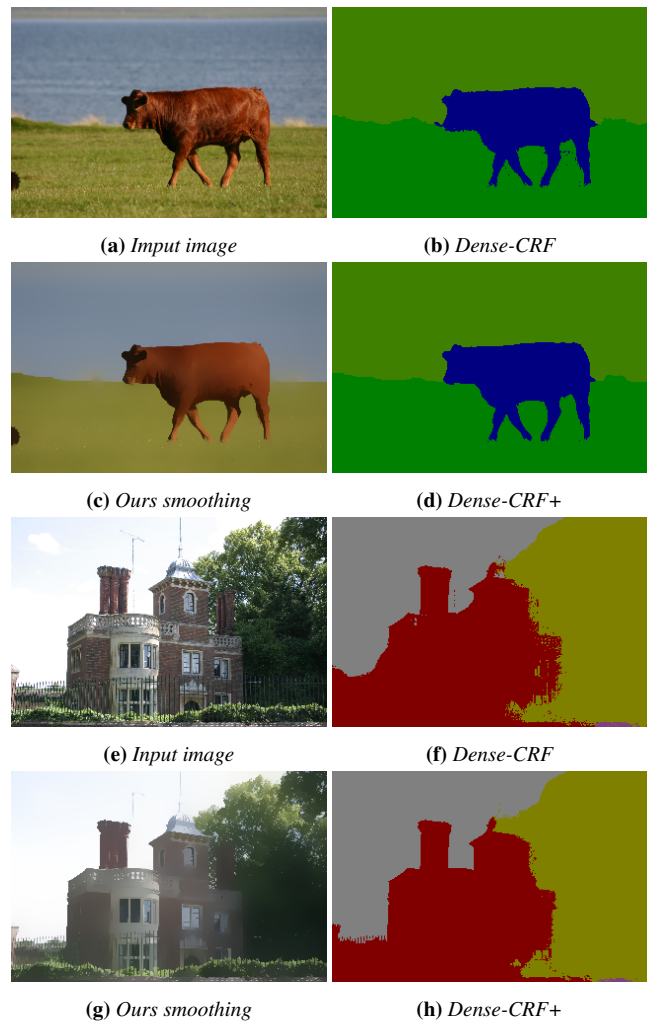 (a) Imput image
(b) Dense-CRF
(c) Ours smoothing
(d) Dense-CRF+
(e) Input image
(f) Dense-CRF
(g) Ours smoothing
(h) Dense-CRF+